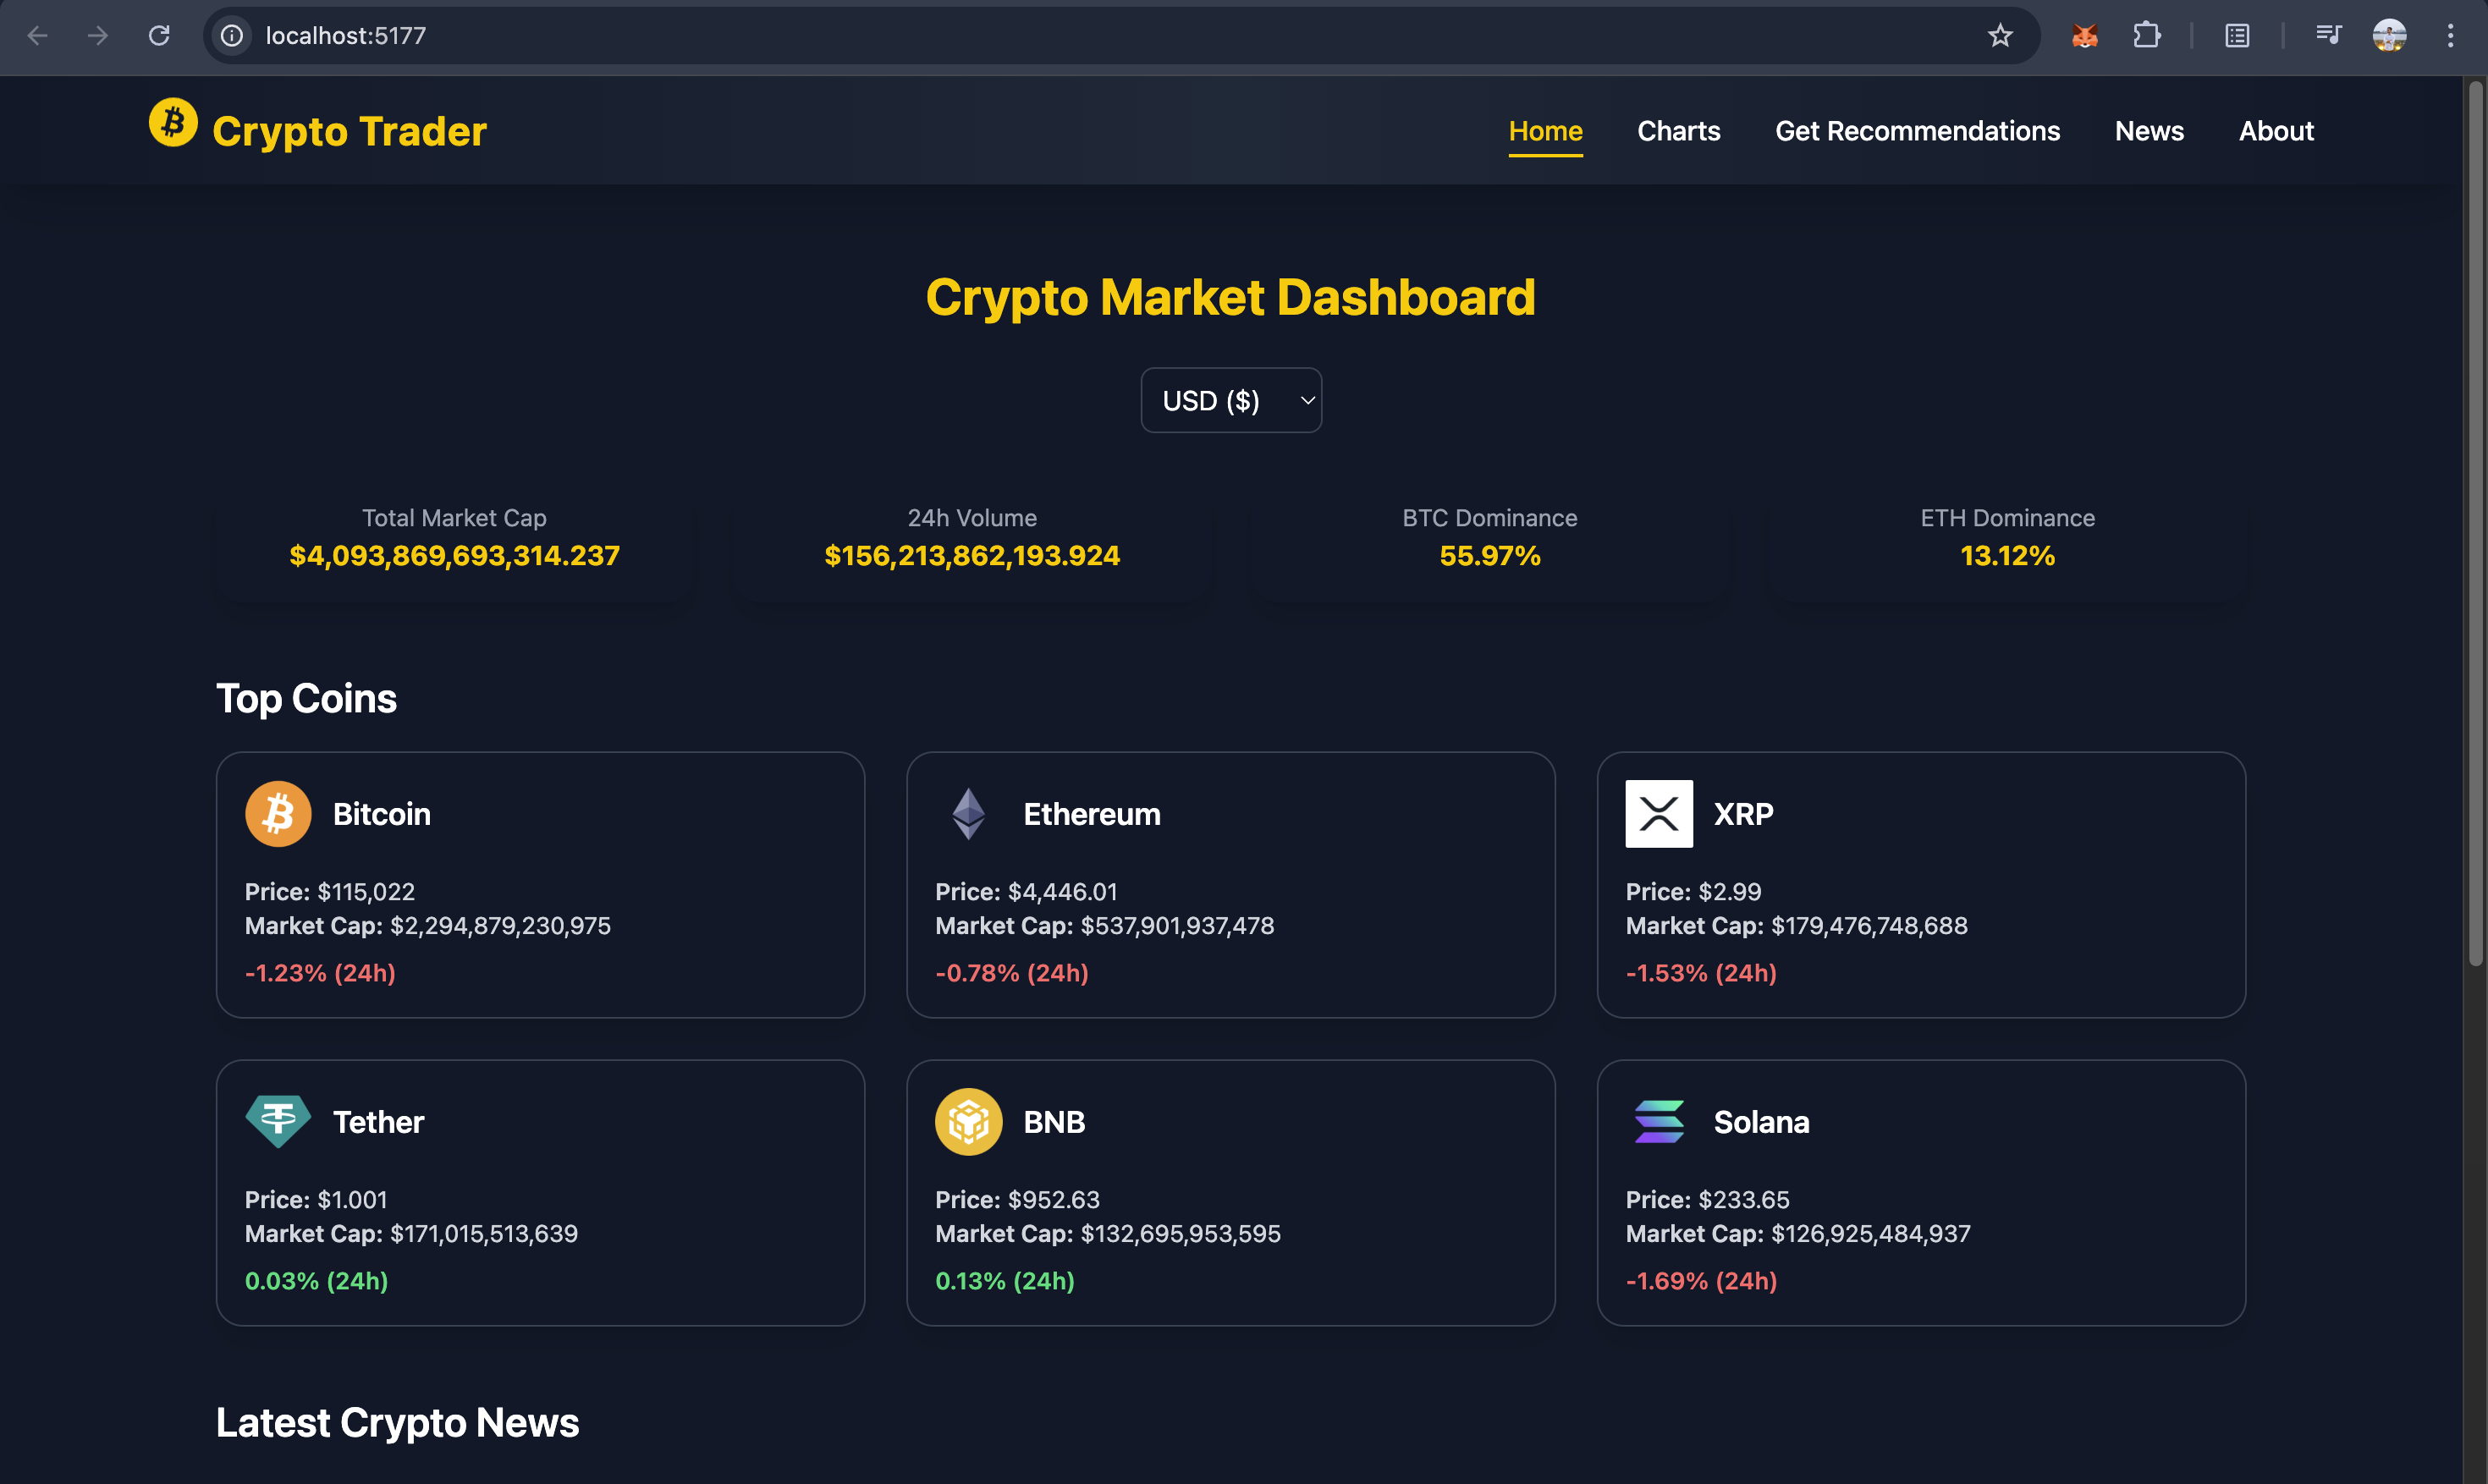 localhost:5177
Crypto Trader
Home Charts Get Recommendations News About
Crypto Market Dashboard
USD ($)
Total Market Cap 24h Volume BTC Dominance ETH Dominance
$4,093,869,693,314.237 $156,213,862,193.924 55.97% 13.12%
Top Coins
Bitcoin
Price: $115,022
Market Cap: $2,294,879,230,975
-1.23% (24h)
Ethereum
Price: $4,446.01
Market Cap: $537,901,937,478
-0.78% (24h)
XRP
Price: $2.99
Market Cap: $179,476,748,688
-1.53% (24h)
Tether
Price: $1.001
Market Cap: $171,015,513,639
0.03% (24h)
BNB
Price: $952.63
Market Cap: $132,695,953,595
0.13% (24h)
Solana
Price: $233.65
Market Cap: $126,925,484,937
-1.69% (24h)
Latest Crypto News